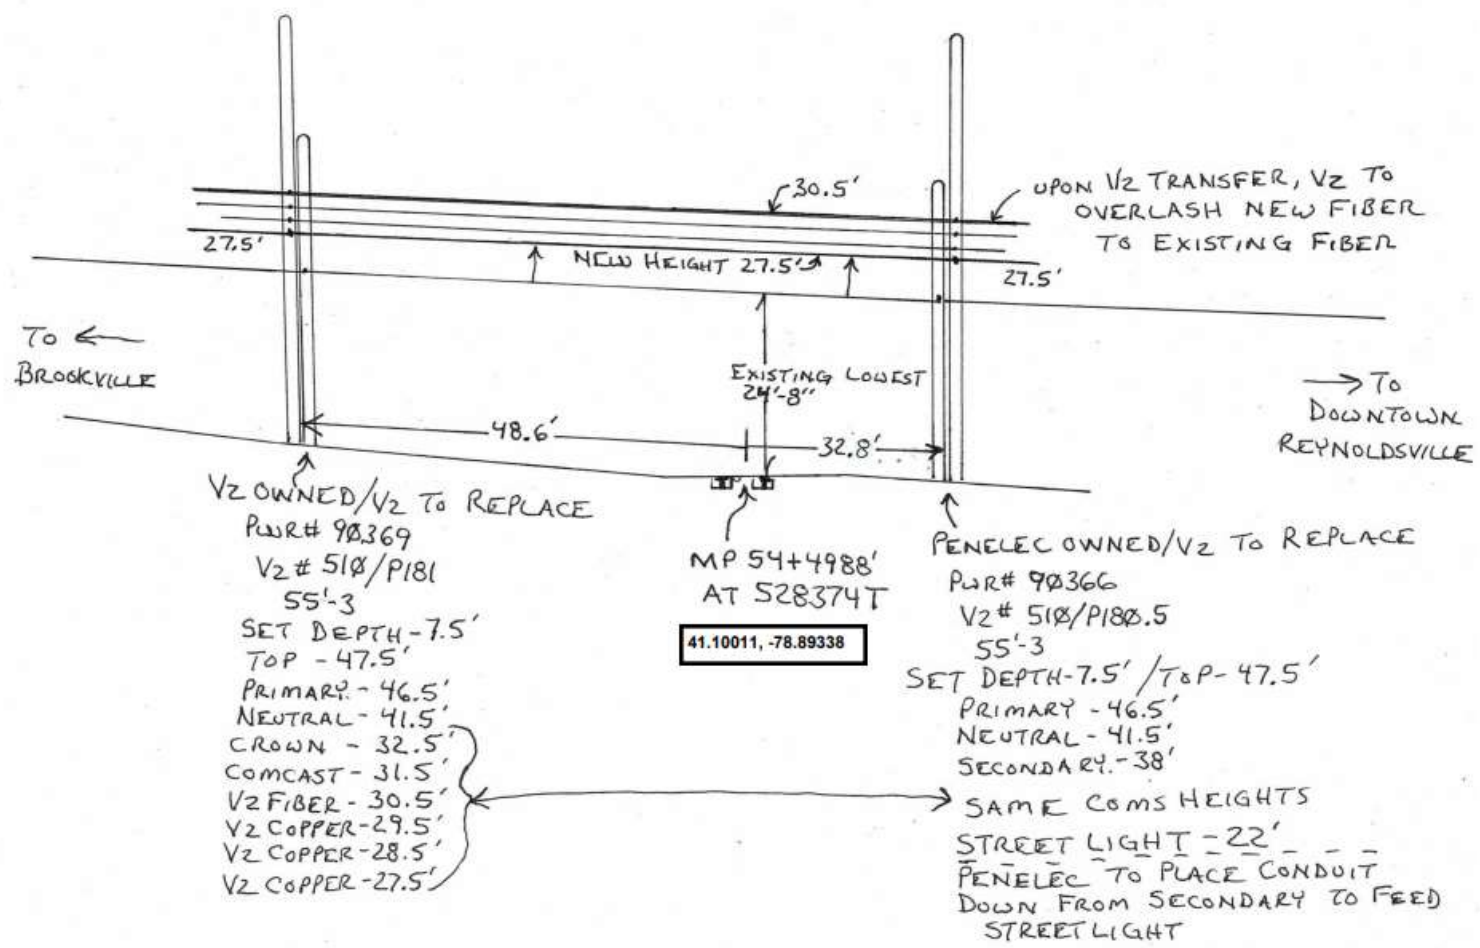 30.5'
UPON VZ TRANSFER, VZ TO
OVERLASH NEW FIBER
TO EXISTING FIBER
27.5'
NEW HEIGHT 27.5'
27.5'
TO
BROOKVILLE
EXISTING LOWEST
24'-8"
TO
DOWNTOWN
REYNOLDSVILLE
48.6'
32.8'
VZ OWNED/VZ TO REPLACE
PWR# 90369
VZ# 510/P181
55'-3
SET DEPTH-7.5'
TOP - 47.5'
PRIMARY - 46.5'
NEUTRAL - 41.5'
CROWN - 32.5'
COMCAST - 31.5'
VZ FIBER - 30.5'
VZ COPPER-29.5'
VZ COPPER-28.5'
VZ COPPER-27.5'
MP 54+4988'
AT 528374T
41.10011, -78.89338
PENELEC OWNED/VZ TO REPLACE
PWR# 90366
VZ# 510/P180.5
55'-3
SET DEPTH-7.5' / TOP- 47.5'
PRIMARY - 46.5'
NEUTRAL - 41.5'
SECONDARY.-38'
SAME COMS HEIGHTS
STREET LIGHT - 22'
PENELEC TO PLACE CONDUIT
DOWN FROM SECONDARY TO FEED
STREET LIGHT